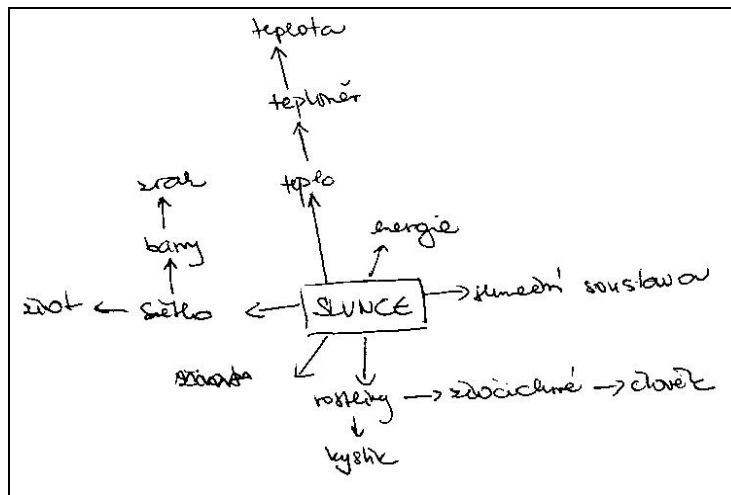 teplota
teploměr
zrak
teplo
barvy
energie
život
světlo
SLUNCE
sluneční soustava
rostliny
živočichové
člověk
kyslík